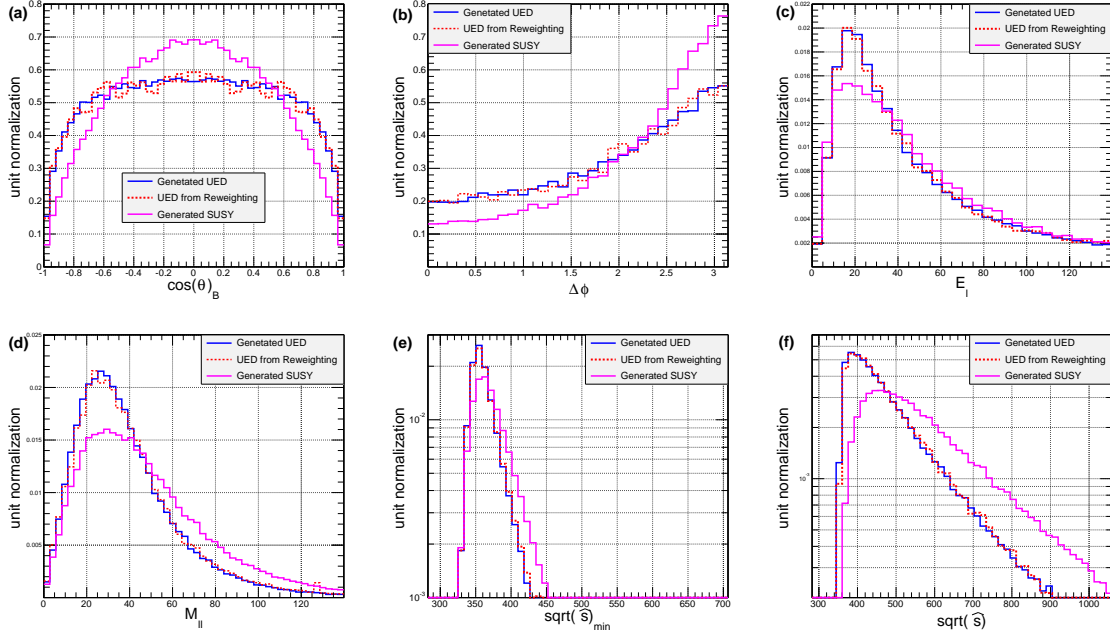 (a)
unit normalization
0.8
0.7
0.6
0.5
0.4
0.3
0.2
0.1
0
Genetated UED
UED from Reweighting
Generated SUSY
-1 -0.8 -0.6 -0.4 -0.2 0 0.2 0.4 0.6 0.8 1
cos(θ)B
(b)
unit normalization
0.8
0.7
0.6
0.5
0.4
0.3
0.2
0.1
Genetated UED
UED from Reweighting
Generated SUSY
0 0.5 1 1.5 2 2.5 3
Δφ
(c)
unit normalization
0.022
0.02
0.018
0.016
0.014
0.012
0.01
0.008
0.006
0.004
0.002
Genetated UED
UED from Reweighting
Generated SUSY
0 20 40 60 80 100 120
El
(d)
unit normalization
0.025
0.02
0.015
0.01
0.005
Genetated UED
UED from Reweighting
Generated SUSY
0 20 40 60 80 100 120
Mll
(e)
unit normalization
10-2
10-3
Genetated UED
UED from Reweighting
Generated SUSY
300 350 400 450 500 550 600 650 700
sqrt(ŝ)min
(f)
unit normalization
10-3
Genetated UED
UED from Reweighting
Generated SUSY
300 400 500 600 700 800 900 1000
sqrt(ŝ)